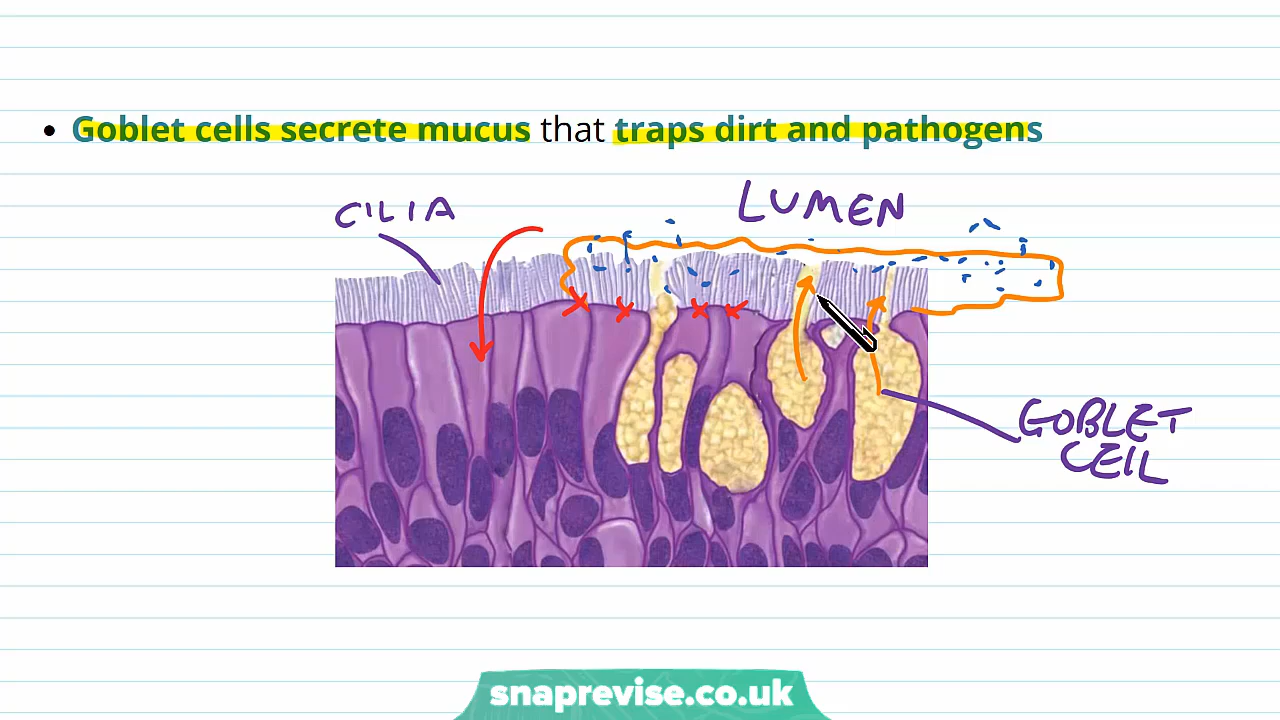 • Goblet cells secrete mucus that traps dirt and pathogens
CILIA
LUMEN
GOBLET
CELL
snaprevise.co.uk